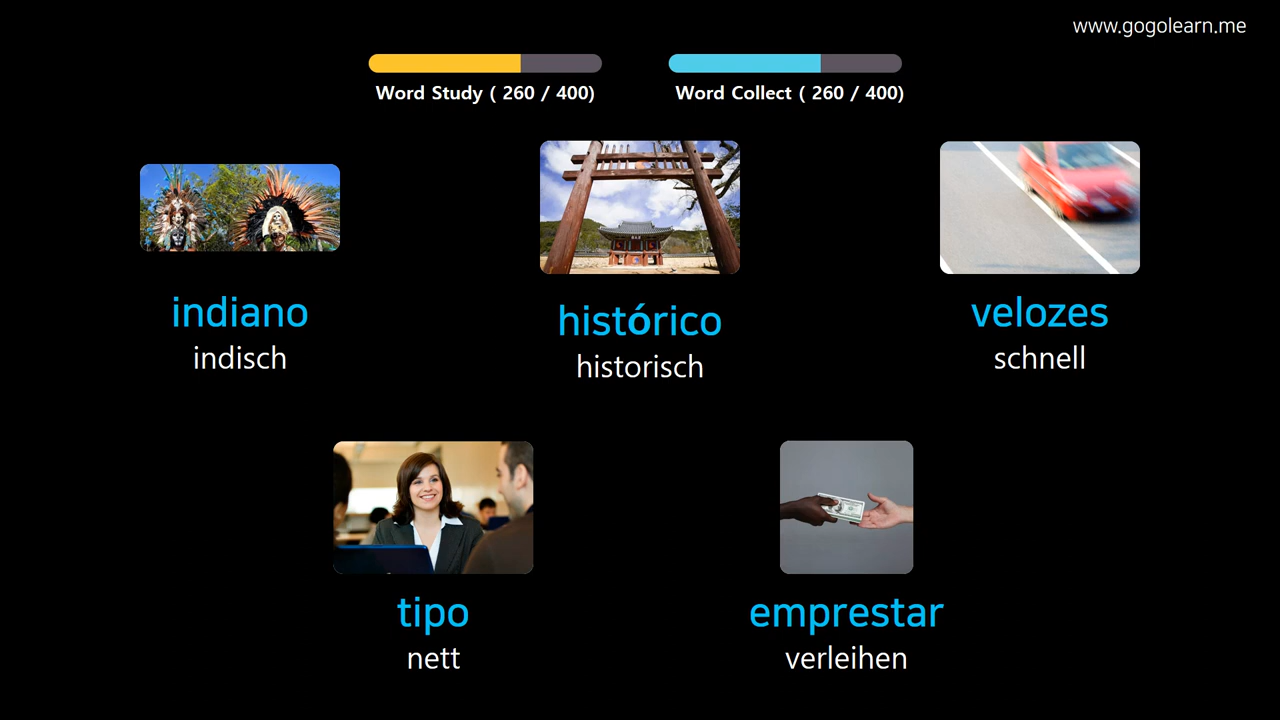 www.gogolearn.me
Word Study ( 260 / 400)
Word Collect ( 260 / 400)
indiano
indisch
histórico
historisch
velozes
schnell
tipo
nett
emprestar
verleihen